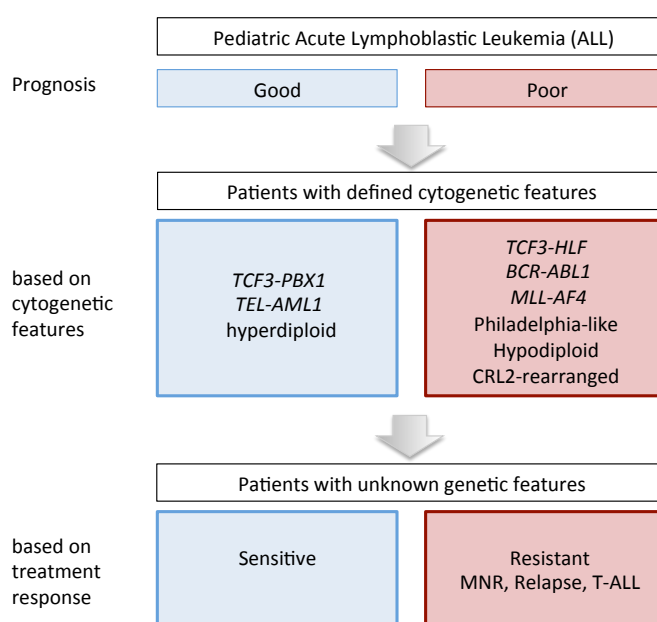 Pediatric Acute Lymphoblastic Leukemia (ALL)
Prognosis
Good
Poor
Patients with defined cytogenetic features
based on
cytogenetic
features
TCF3-PBX1
TEL-AML1
hyperdiploid
TCF3-HLF
BCR-ABL1
MLL-AF4
Philadelphia-like
Hypodiploid
CRL2-rearranged
Patients with unknown genetic features
based on
treatment
response
Sensitive
Resistant
MNR, Relapse, T-ALL